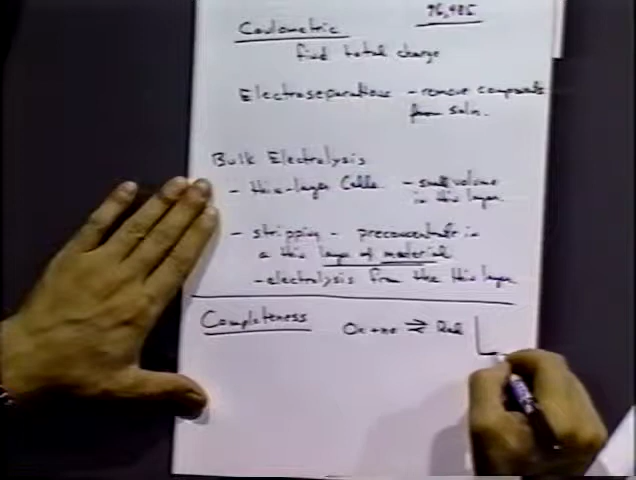 96,485
Coulometric
find total charge
Electroseparations - remove components
from soln.
Bulk Electrolysis
- thin-layer Cells - small volume
in thin layer
- stripping - preconcentrate in
a thin layer of material
- electrolysis from the thin layer
Completeness Ox + ne ⇌ Red